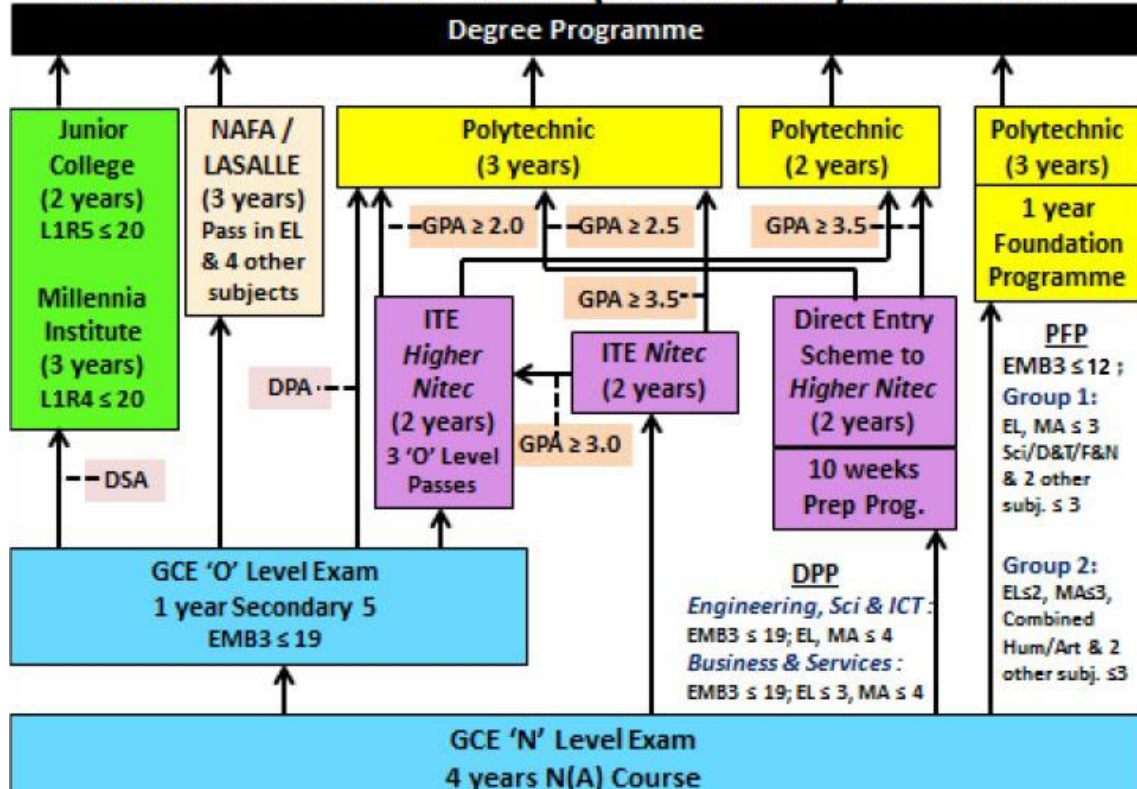 Degree Programme
Junior
College
(2 years)
L1R5 ≤ 20
Millennia
Institute
(3 years)
L1R4 ≤ 20
NAFA /
LASALLE
(3 years)
Pass in EL
& 4 other
subjects
Polytechnic
(3 years)
Polytechnic
(2 years)
Polytechnic
(3 years)
1 year
Foundation
Programme
GPA ≥ 2.0
GPA ≥ 2.5
GPA ≥ 3.5
GPA ≥ 3.5
DPA
DSA
ITE
Higher
Nitec
(2 years)
3 ‘O’ Level
Passes
ITE Nitec
(2 years)
GPA ≥ 3.0
Direct Entry
Scheme to
Higher Nitec
(2 years)
10 weeks
Prep Prog.
PFP
EMB3 ≤ 12 ;
Group 1:
EL, MA ≤ 3
Sci/D&T/F&N
& 2 other
subj. ≤ 3
Group 2:
EL≤2, MA≤3,
Combined
Hum/Art & 2
other subj. ≤3
GCE ‘O’ Level Exam
1 year Secondary 5
EMB3 ≤ 19
DPP
Engineering, Sci & ICT :
EMB3 ≤ 19; EL, MA ≤ 4
Business & Services :
EMB3 ≤ 19; EL ≤ 3, MA ≤ 4
GCE ‘N’ Level Exam
4 years N(A) Course